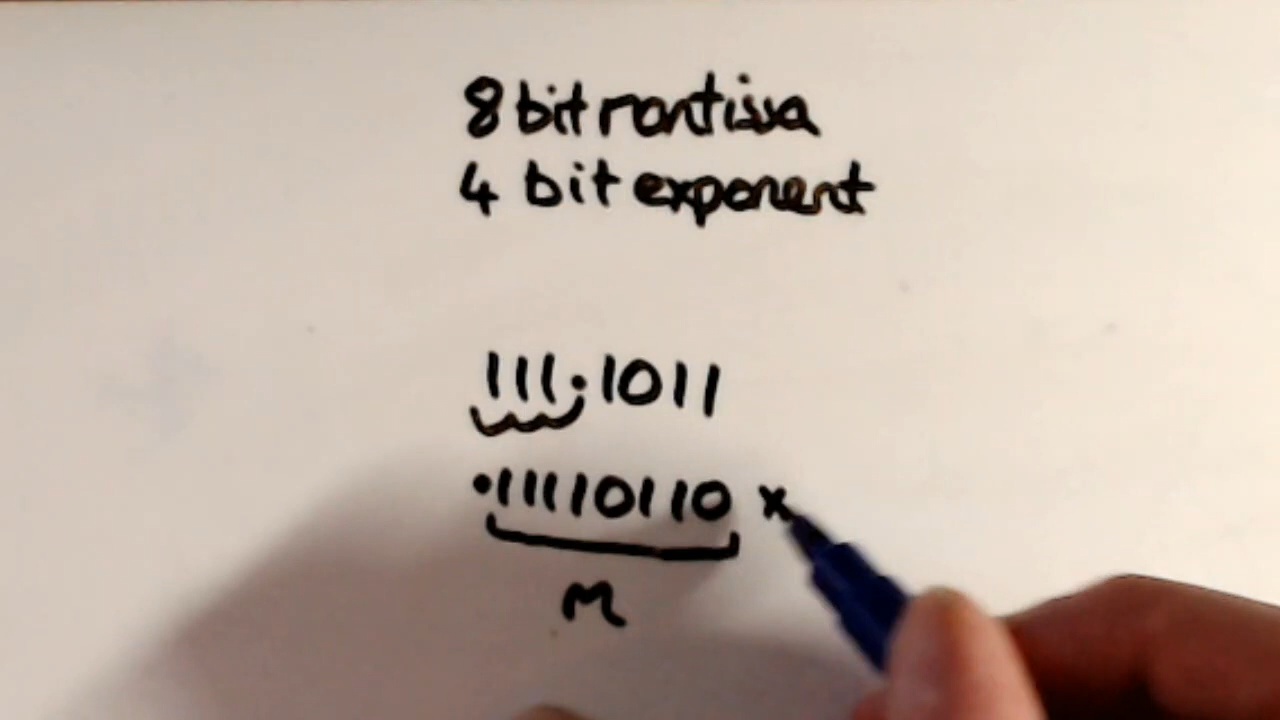 8 bit mantissa
4 bit exponent
111.1011
.11110110 x
M